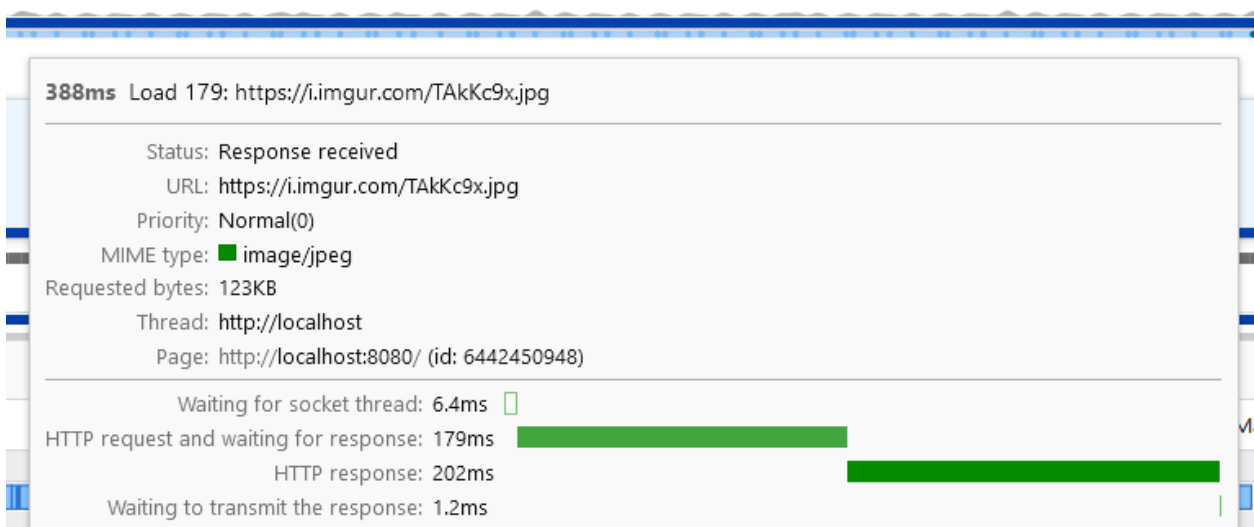 388ms Load 179: https://i.imgur.com/TAkKc9x.jpg
Status: Response received
URL: https://i.imgur.com/TAkKc9x.jpg
Priority: Normal(0)
MIME type: image/jpeg
Requested bytes: 123KB
Thread: http://localhost
Page: http://localhost:8080/ (id: 6442450948)
Waiting for socket thread: 6.4ms
HTTP request and waiting for response: 179ms
HTTP response: 202ms
Waiting to transmit the response: 1.2ms